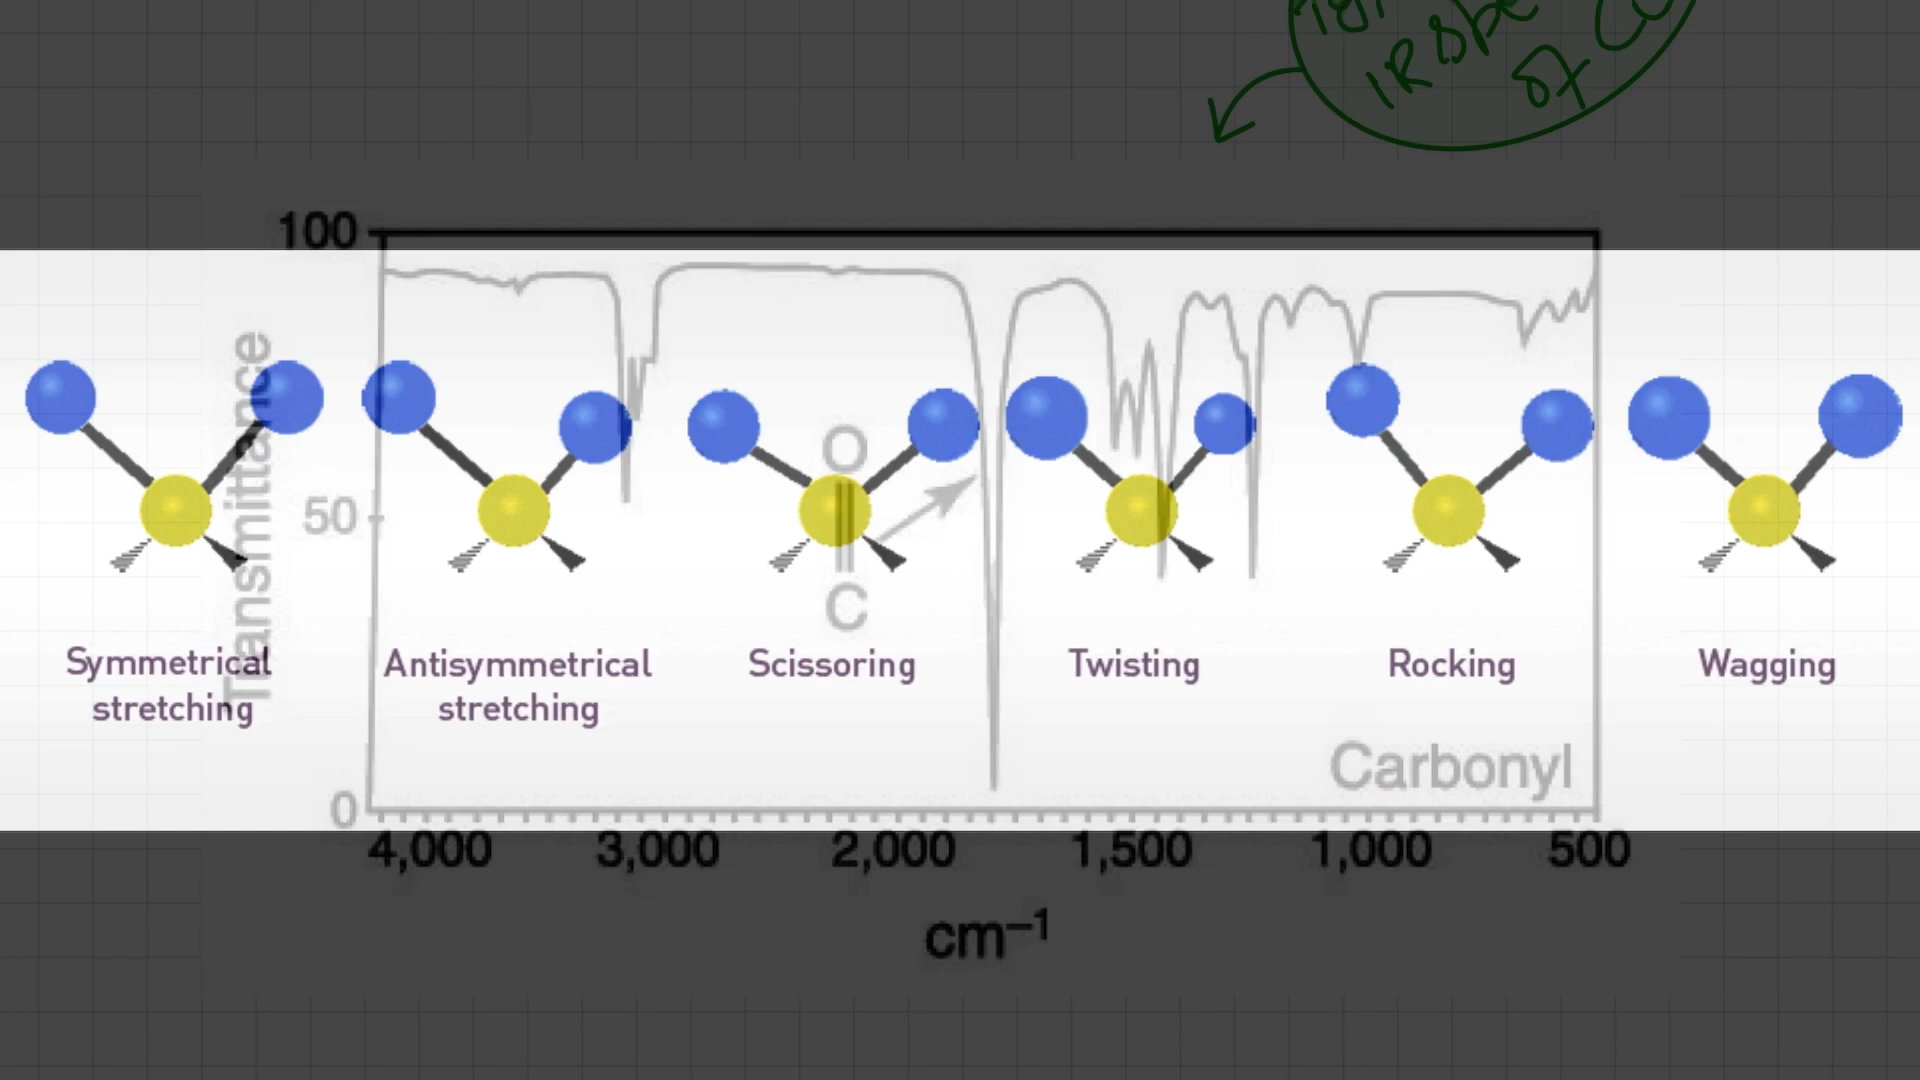 IR
of
100
Transmittance
50
0
O
C
Symmetrical
stretching
Antisymmetrical
stretching
Scissoring
Twisting
Rocking
Wagging
Carbonyl
4,000 3,000 2,000 1,500 1,000 500
cm⁻¹